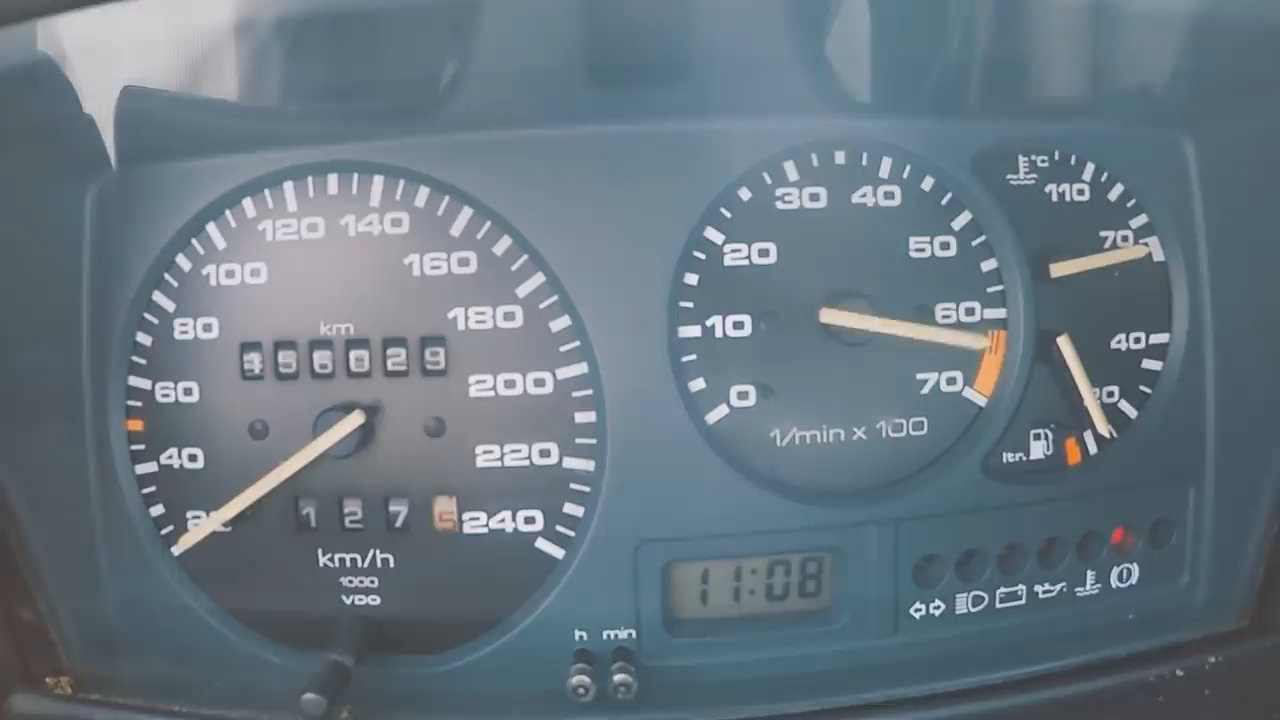 120 140
100 160
80 180
60 200
40 220
20 240
km
1 2 7 5
km/h
1000
VDO
30 40
20 50
10 60
0 70
1/min x 100
°C
110
70
40
20
ltr.
11:08
h min